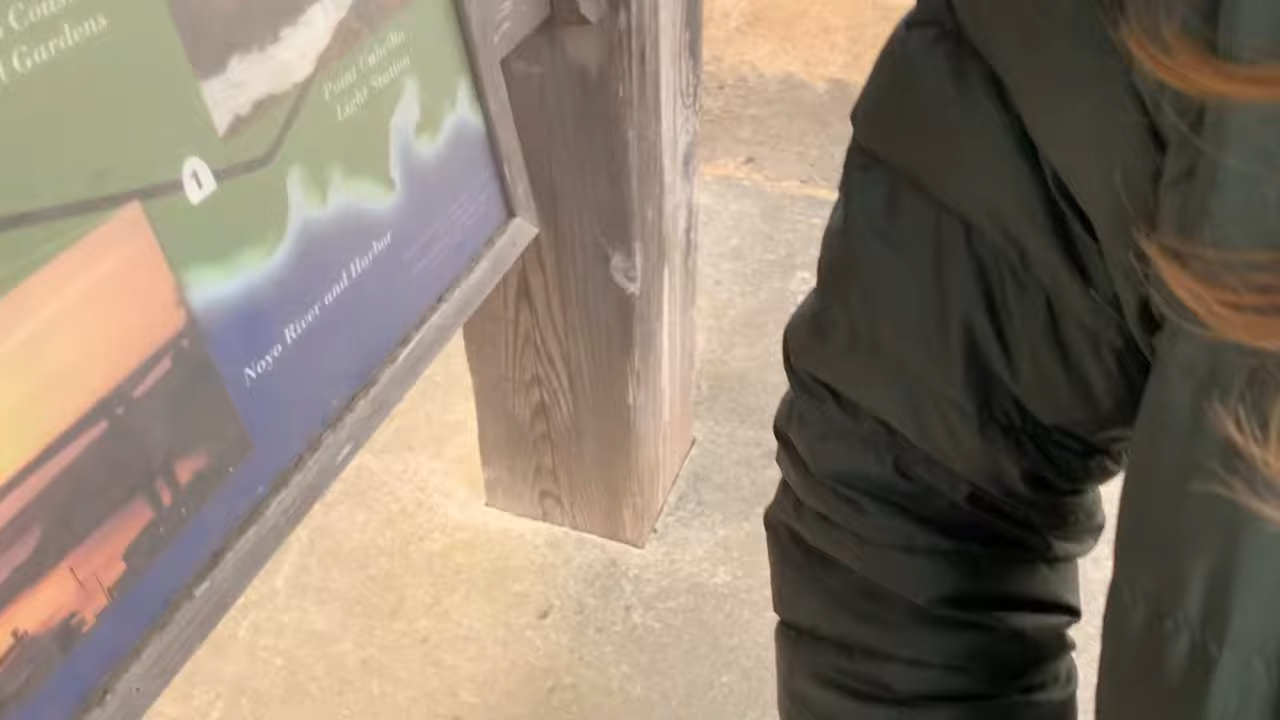 Gardens
Point Cabrillo
Light Station
1
Noyo River and Harbor